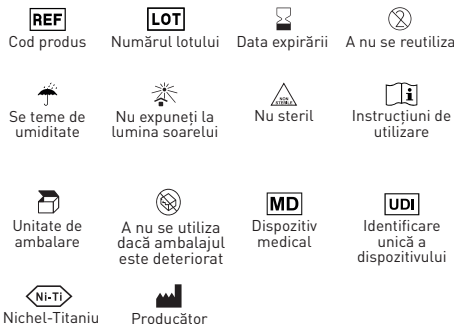 REF LOT
Cod produs Numărul lotului Data expirării A nu se reutiliza
NON
STERILE
Se teme de
umiditate
Nu expuneți la
lumina soarelui
Nu steril
i
Instrucțiuni de
utilizare
Unitate de
ambalare
A nu se utiliza
dacă ambalajul
este deteriorat
MD
Dispozitiv
medical
UDI
Identificare
unică a
dispozitivului
Ni-Ti
Nichel-Titaniu
Producător
2